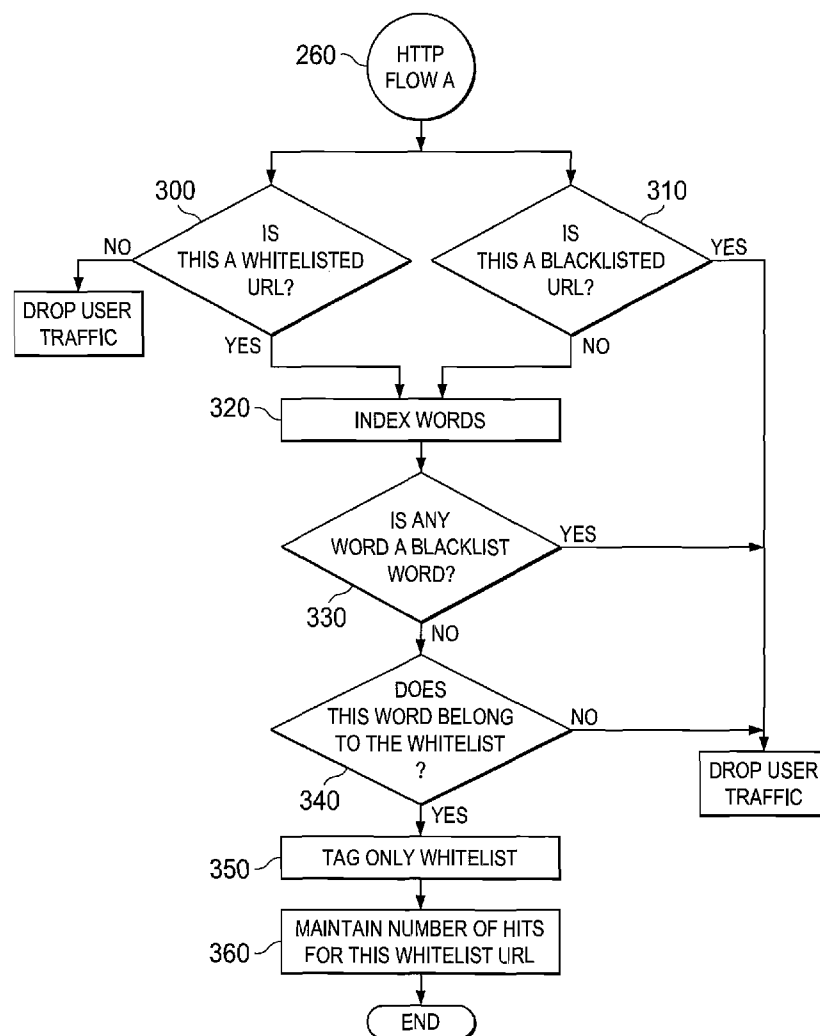 260
HTTP
FLOW A
300
310
IS
THIS A WHITELISTED
URL?
IS
THIS A BLACKLISTED
URL?
NO
YES
DROP USER
TRAFFIC
YES
NO
320
INDEX WORDS
IS ANY
WORD A BLACKLIST
WORD?
YES
330
NO
DOES
THIS WORD BELONG
TO THE WHITELIST
?
NO
340
YES
DROP USER
TRAFFIC
350
TAG ONLY WHITELIST
360
MAINTAIN NUMBER OF HITS
FOR THIS WHITELIST URL
END